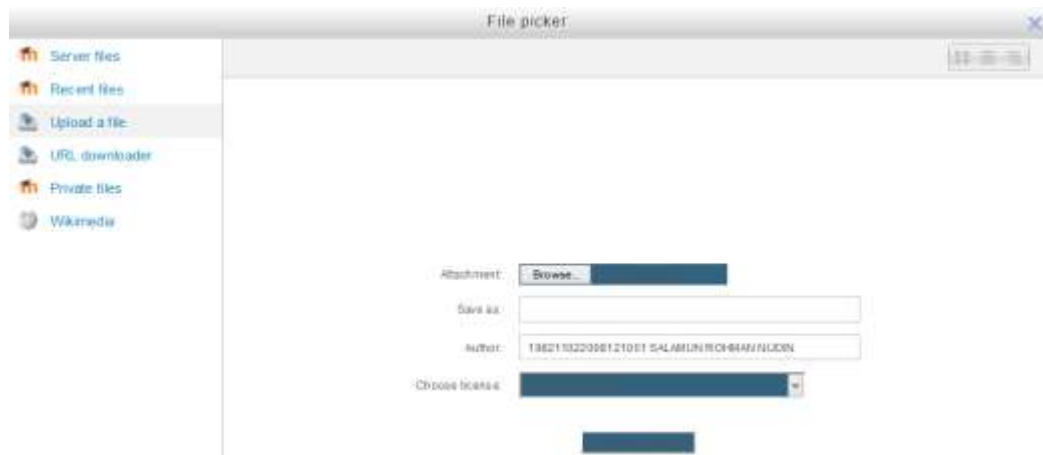 File picker
Server files
Recent files
Upload a file
URL downloader
Private files
Wikimedia
Attachment:
Browse...
Save as:
Author:
SALAMUN ROHMAN NUDIN
Choose license: